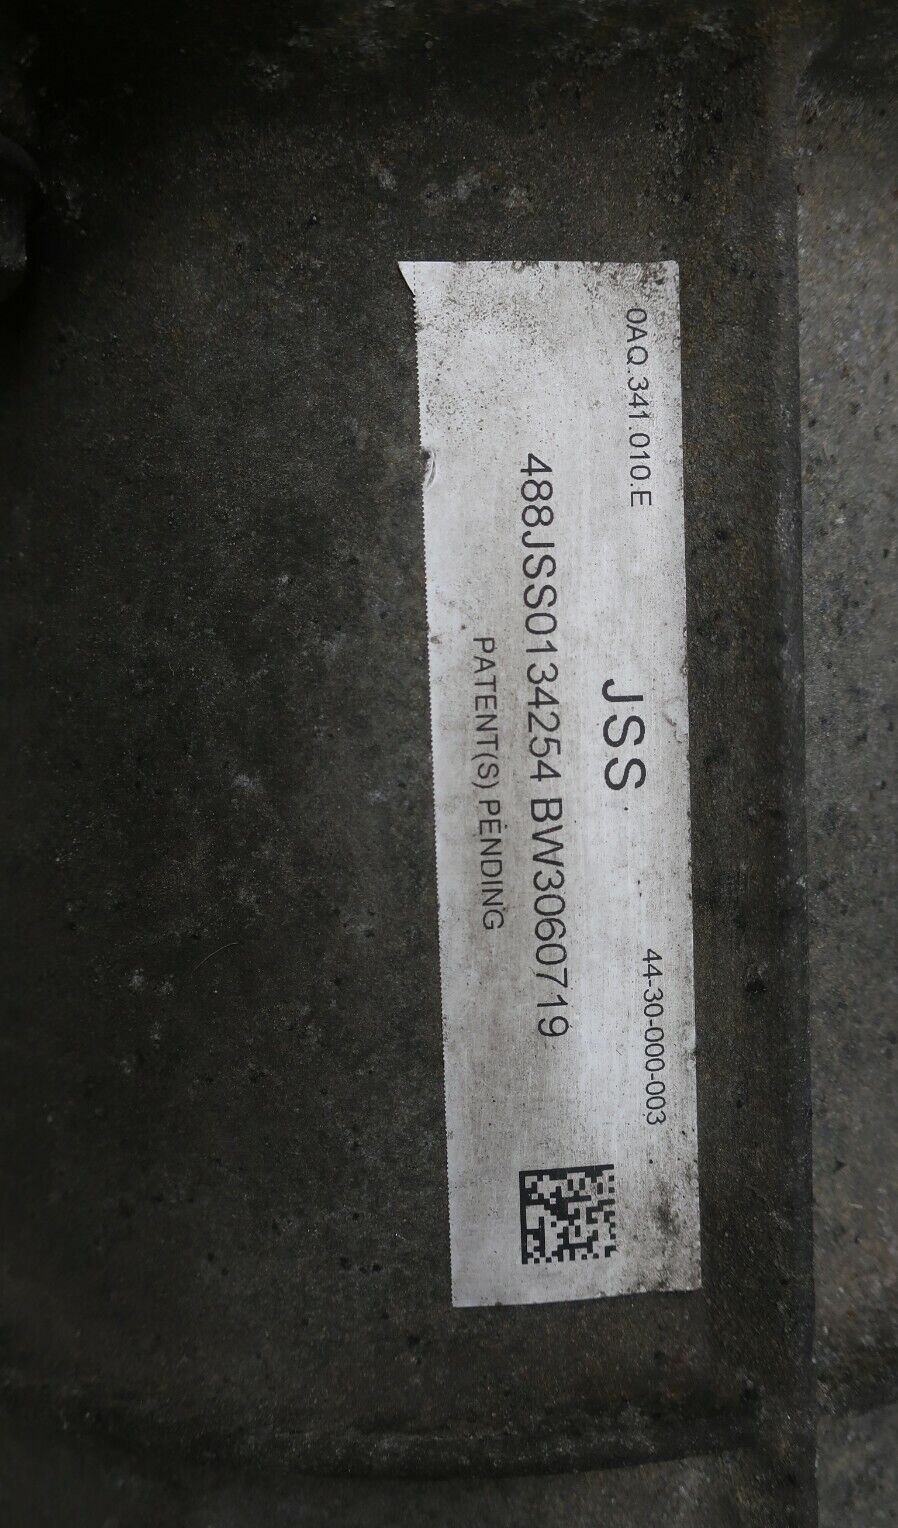 0AQ.341.010.E
44-30-000-003
JSS
488JSS0134254 BW3060719
PATENT(S) PENDING